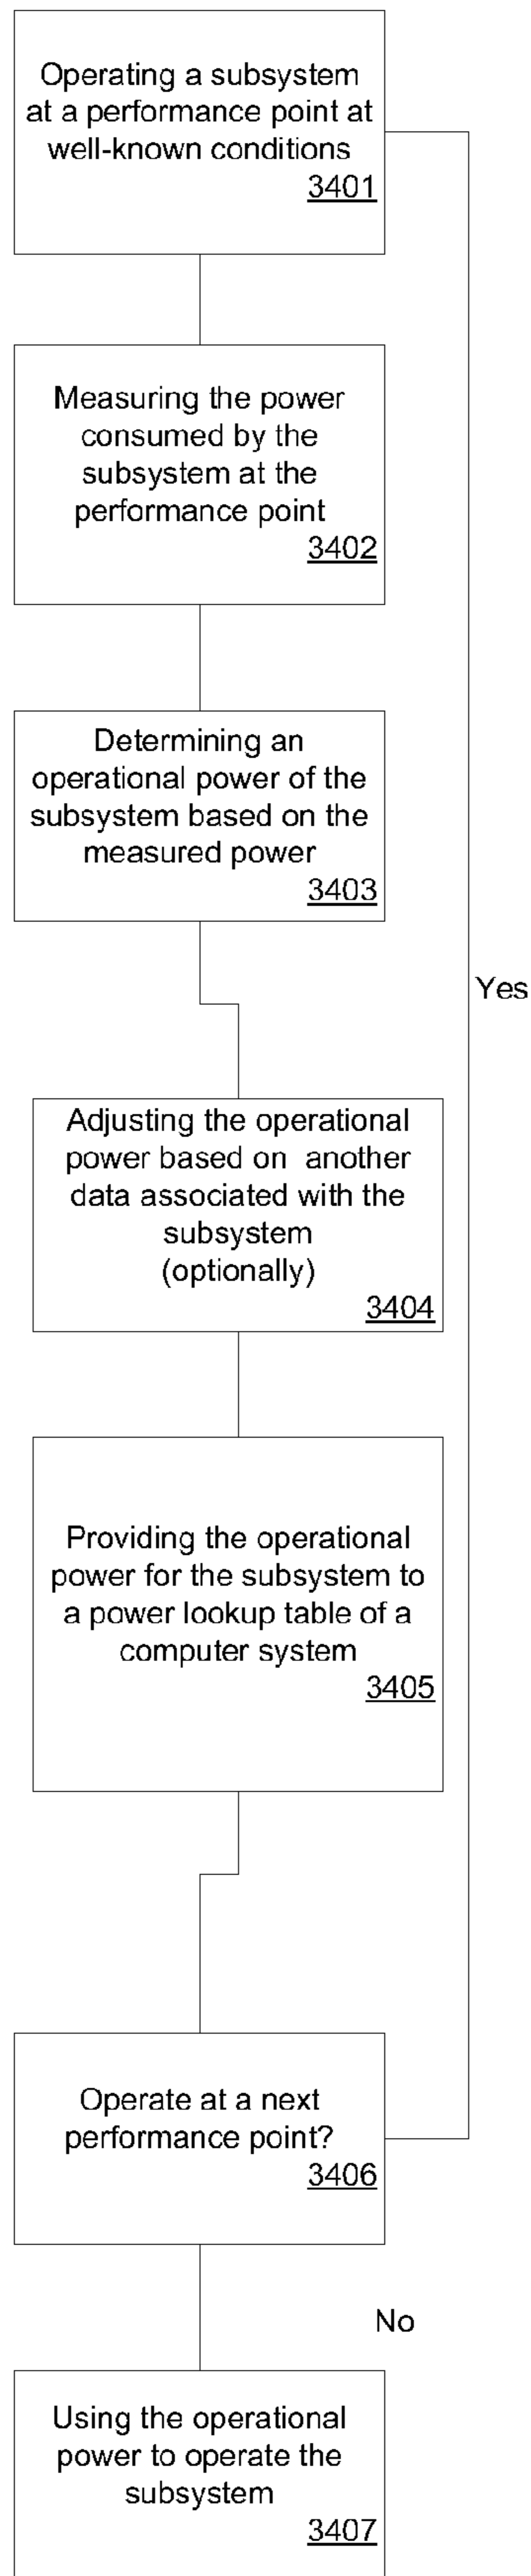 Operating a subsystem
at a performance point at
well-known conditions
3401
Measuring the power
consumed by the
subsystem at the
performance point
3402
Determining an
operational power of the
subsystem based on the
measured power
3403
Yes
Adjusting the operational
power based on  another
data associated with the
subsystem
(optionally)
3404
Providing the operational
power for the subsystem to
a power lookup table of a
computer system
3405
Operate at a next
performance point?
3406
No
Using the operational
power to operate the
subsystem
3407